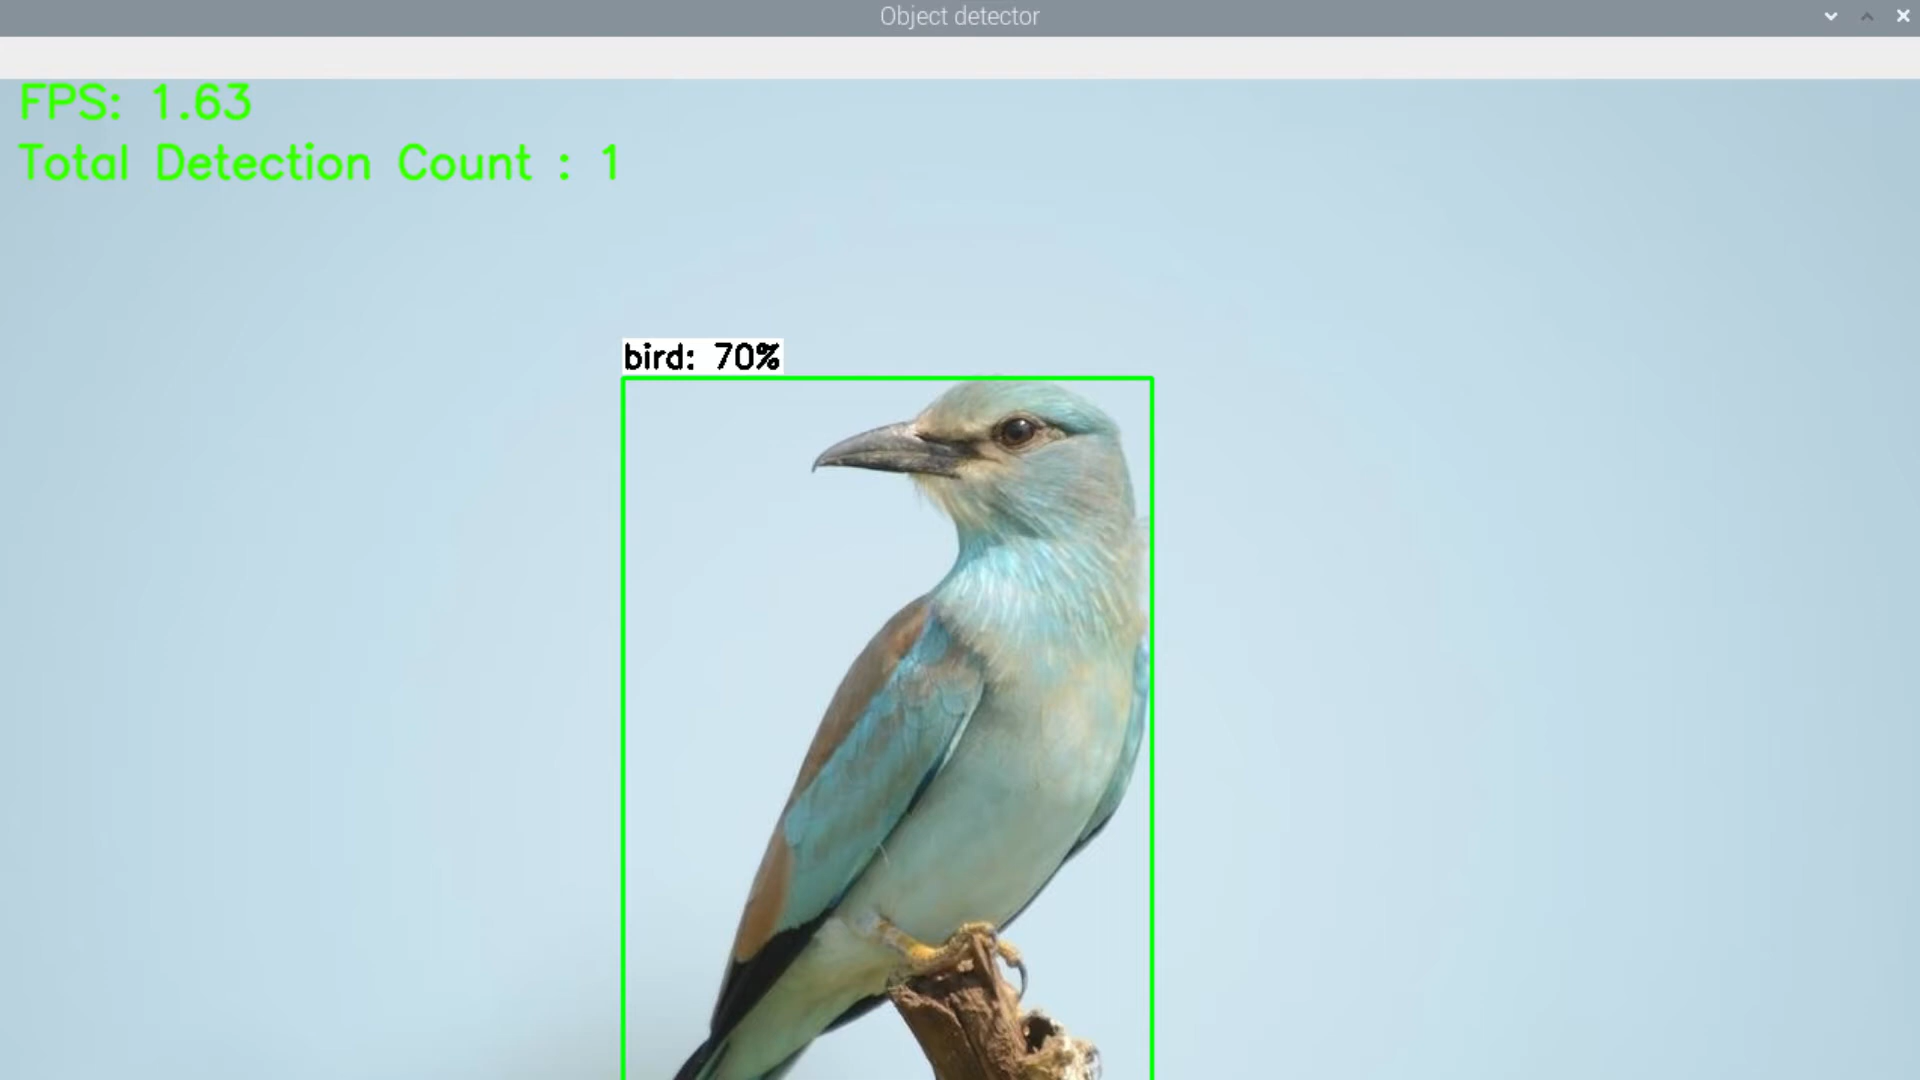 Object detector
FPS: 1.63
Total Detection Count : 1
bird: 70%